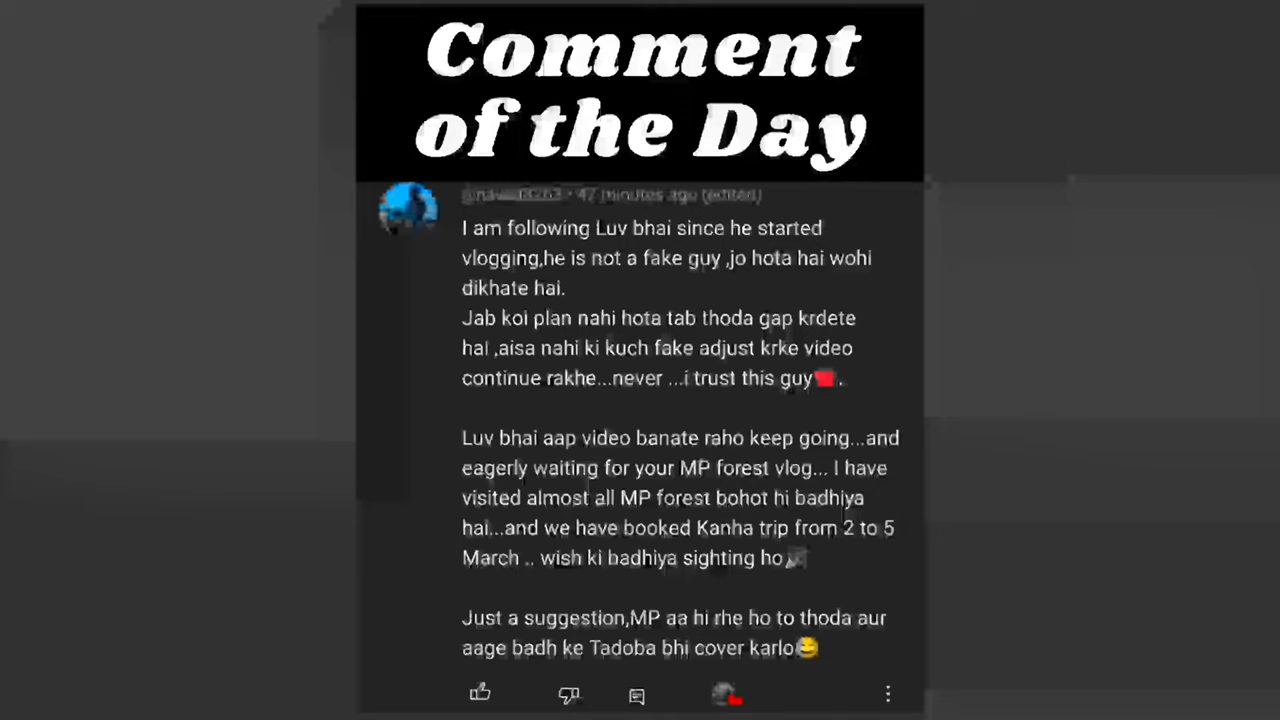 Comment
of the Day
47 minutes ago (edited)
I am following Luv bhai since he started
vlogging,he is not a fake guy ,jo hota hai wohi
dikhate hai.
Jab koi plan nahi hota tab thoda gap krdete
hai ,aisa nahi ki kuch fake adjust krke video
continue rakhe...never ...i trust this guy.
Luv bhai aap video banate raho keep going...and
eagerly waiting for your MP forest vlog... I have
visited almost all MP forest bohot hi badhiya
hai...and we have booked Kanha trip from 2 to 5
March .. wish ki badhiya sighting ho
Just a suggestion,MP aa hi rhe ho to thoda aur
aage badh ke Tadoba bhi cover karlo😂